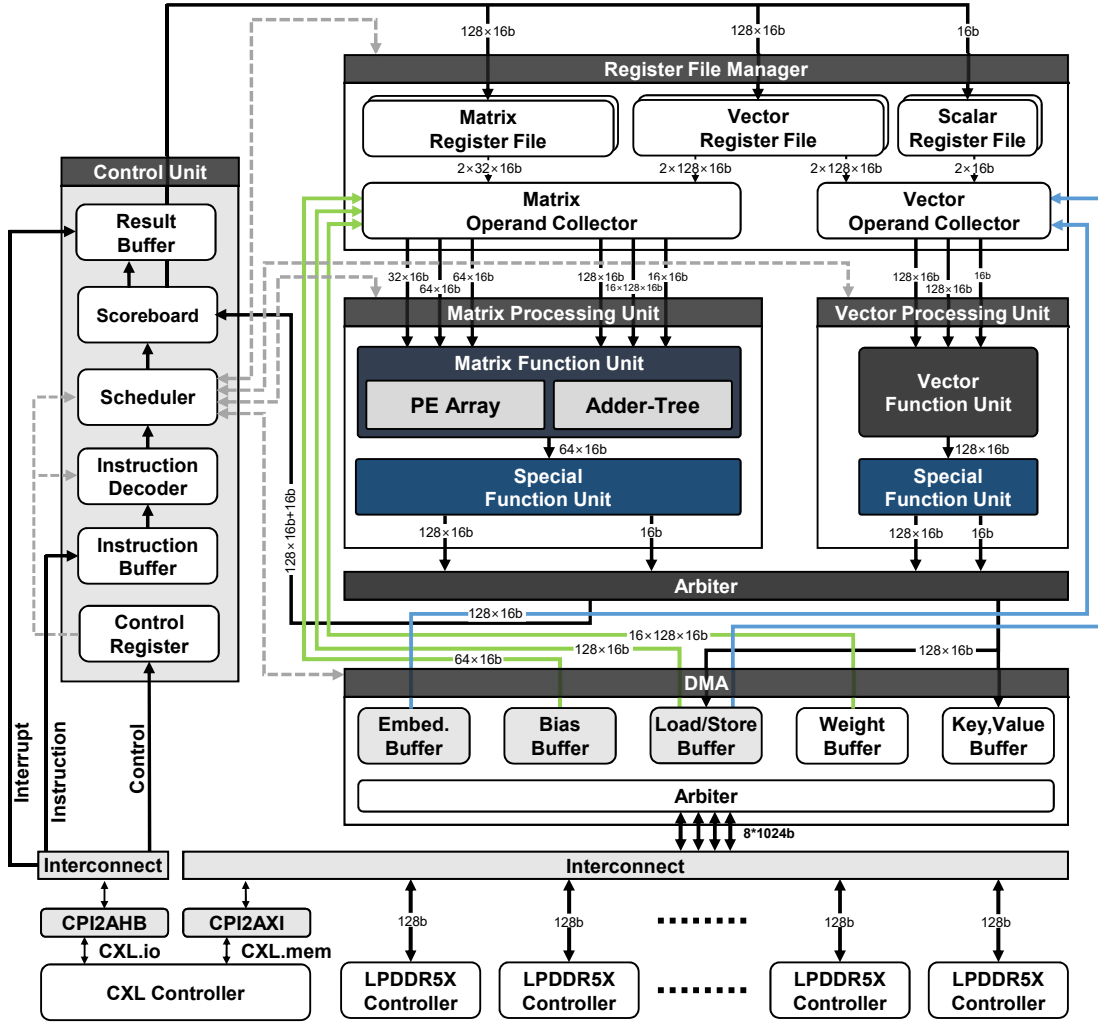 128×16b
128×16b
16b
Register File Manager
Matrix
Register File
Vector
Register File
Scalar
Register File
2×32×16b
2×128×16b
2×128×16b
2×16b
Matrix
Operand Collector
Vector
Operand Collector
Control Unit
Result
Buffer
Scoreboard
Scheduler
Instruction
Decoder
Instruction
Buffer
Control
Register
32×16b
64×16b
64×16b
128×16b
16×128×16b
16×16b
128×16b
128×16b
16b
Matrix Processing Unit
Matrix Function Unit
PE Array
Adder-Tree
64×16b
Special
Function Unit
128×16b
16b
Vector Processing Unit
Vector
Function Unit
128×16b
Special
Function Unit
128×16b
16b
128×16b+16b
Arbiter
128×16b
16×128×16b
128×16b
64×16b
128×16b
DMA
Embed.
Buffer
Bias
Buffer
Load/Store
Buffer
Weight
Buffer
Key,Value
Buffer
Arbiter
8*1024b
Interrupt
Instruction
Control
Interconnect
Interconnect
CPI2AHB
CPI2AXI
CXL.io
CXL.mem
CXL Controller
128b
128b
128b
128b
LPDDR5X
Controller
LPDDR5X
Controller
LPDDR5X
Controller
LPDDR5X
Controller